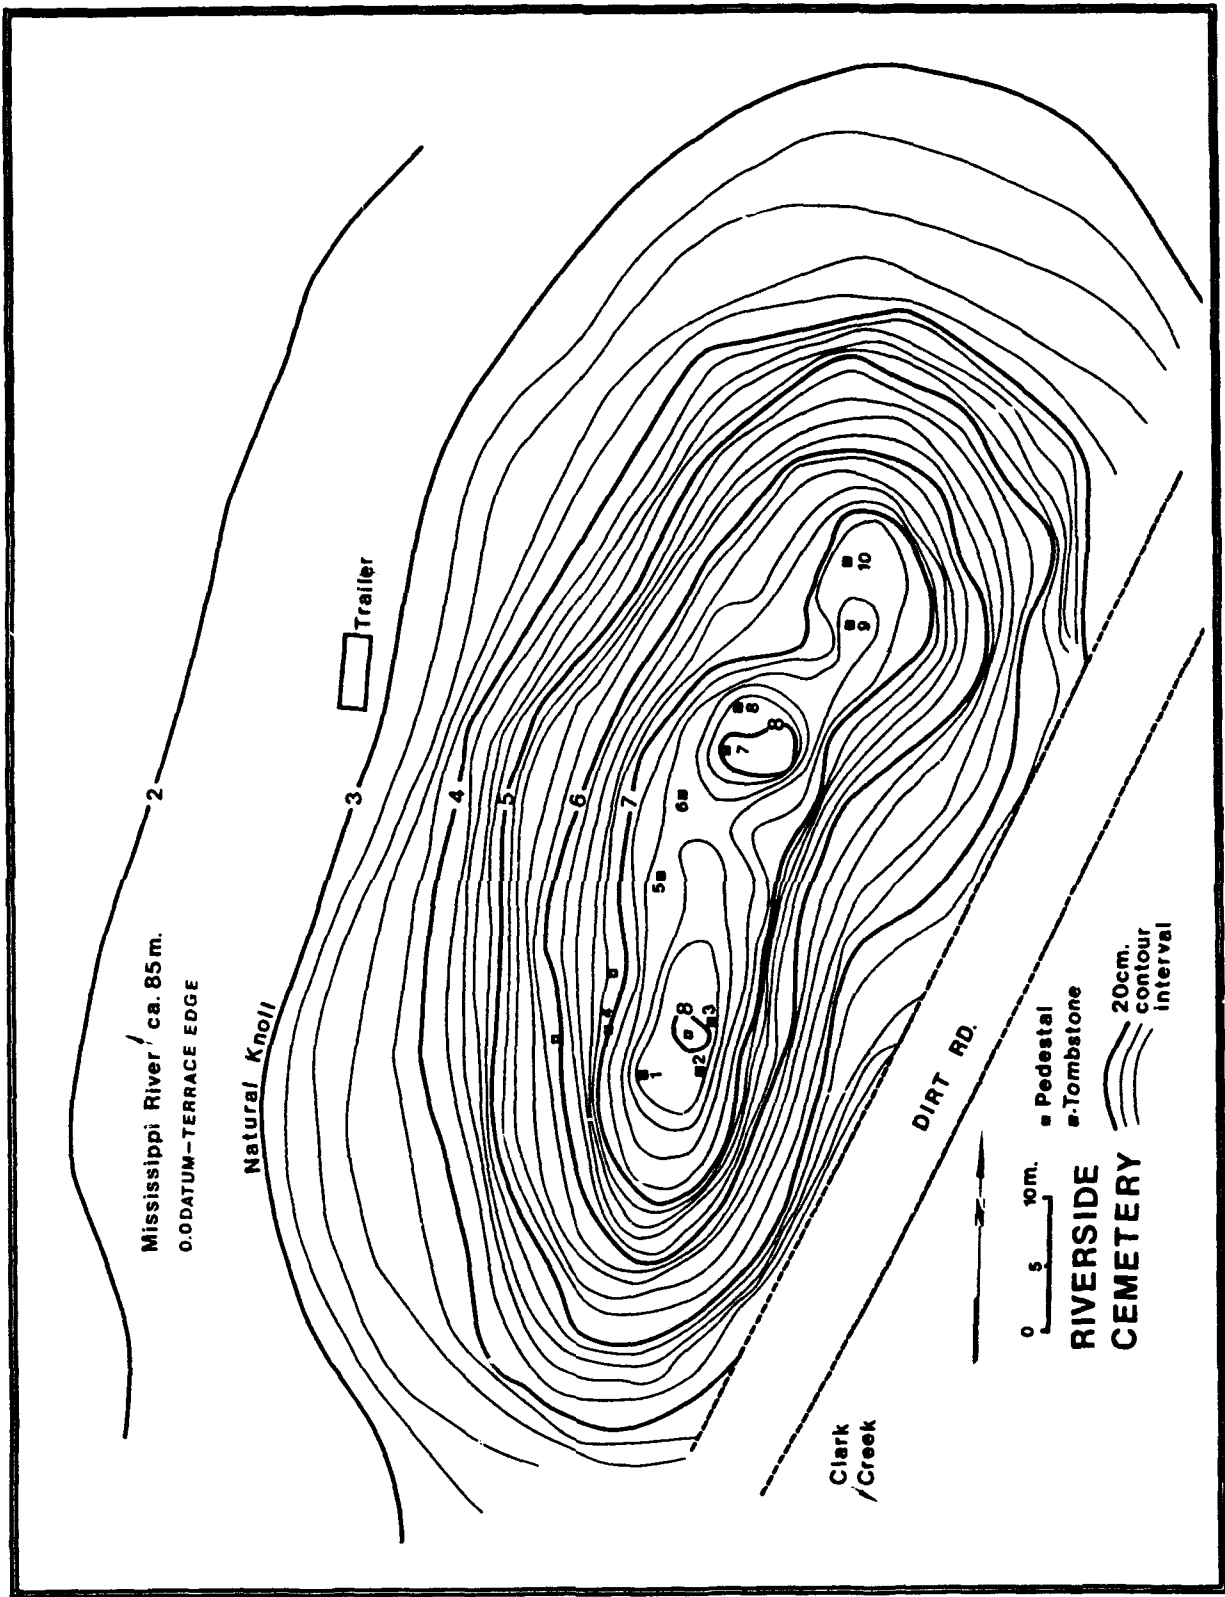 Mississippi River ca. 85m.
0.0 DATUM–TERRACE EDGE
Natural Knoll
Trailer
2
3
4
5
6
7
8
8
1
2
3
4
5
6
7
8
9
10
DIRT RD.
Clark
Creek
N
0 5 10m.
RIVERSIDE
CEMETERY
Pedestal
Tombstone
20cm.
contour
interval